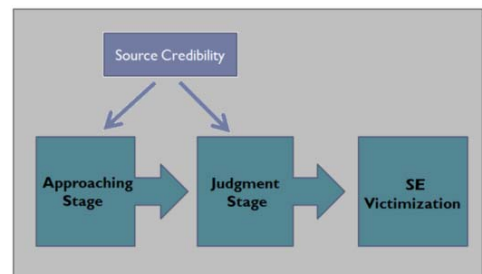 Source Credibility
Approaching
Stage
Judgment
Stage
SE
Victimization